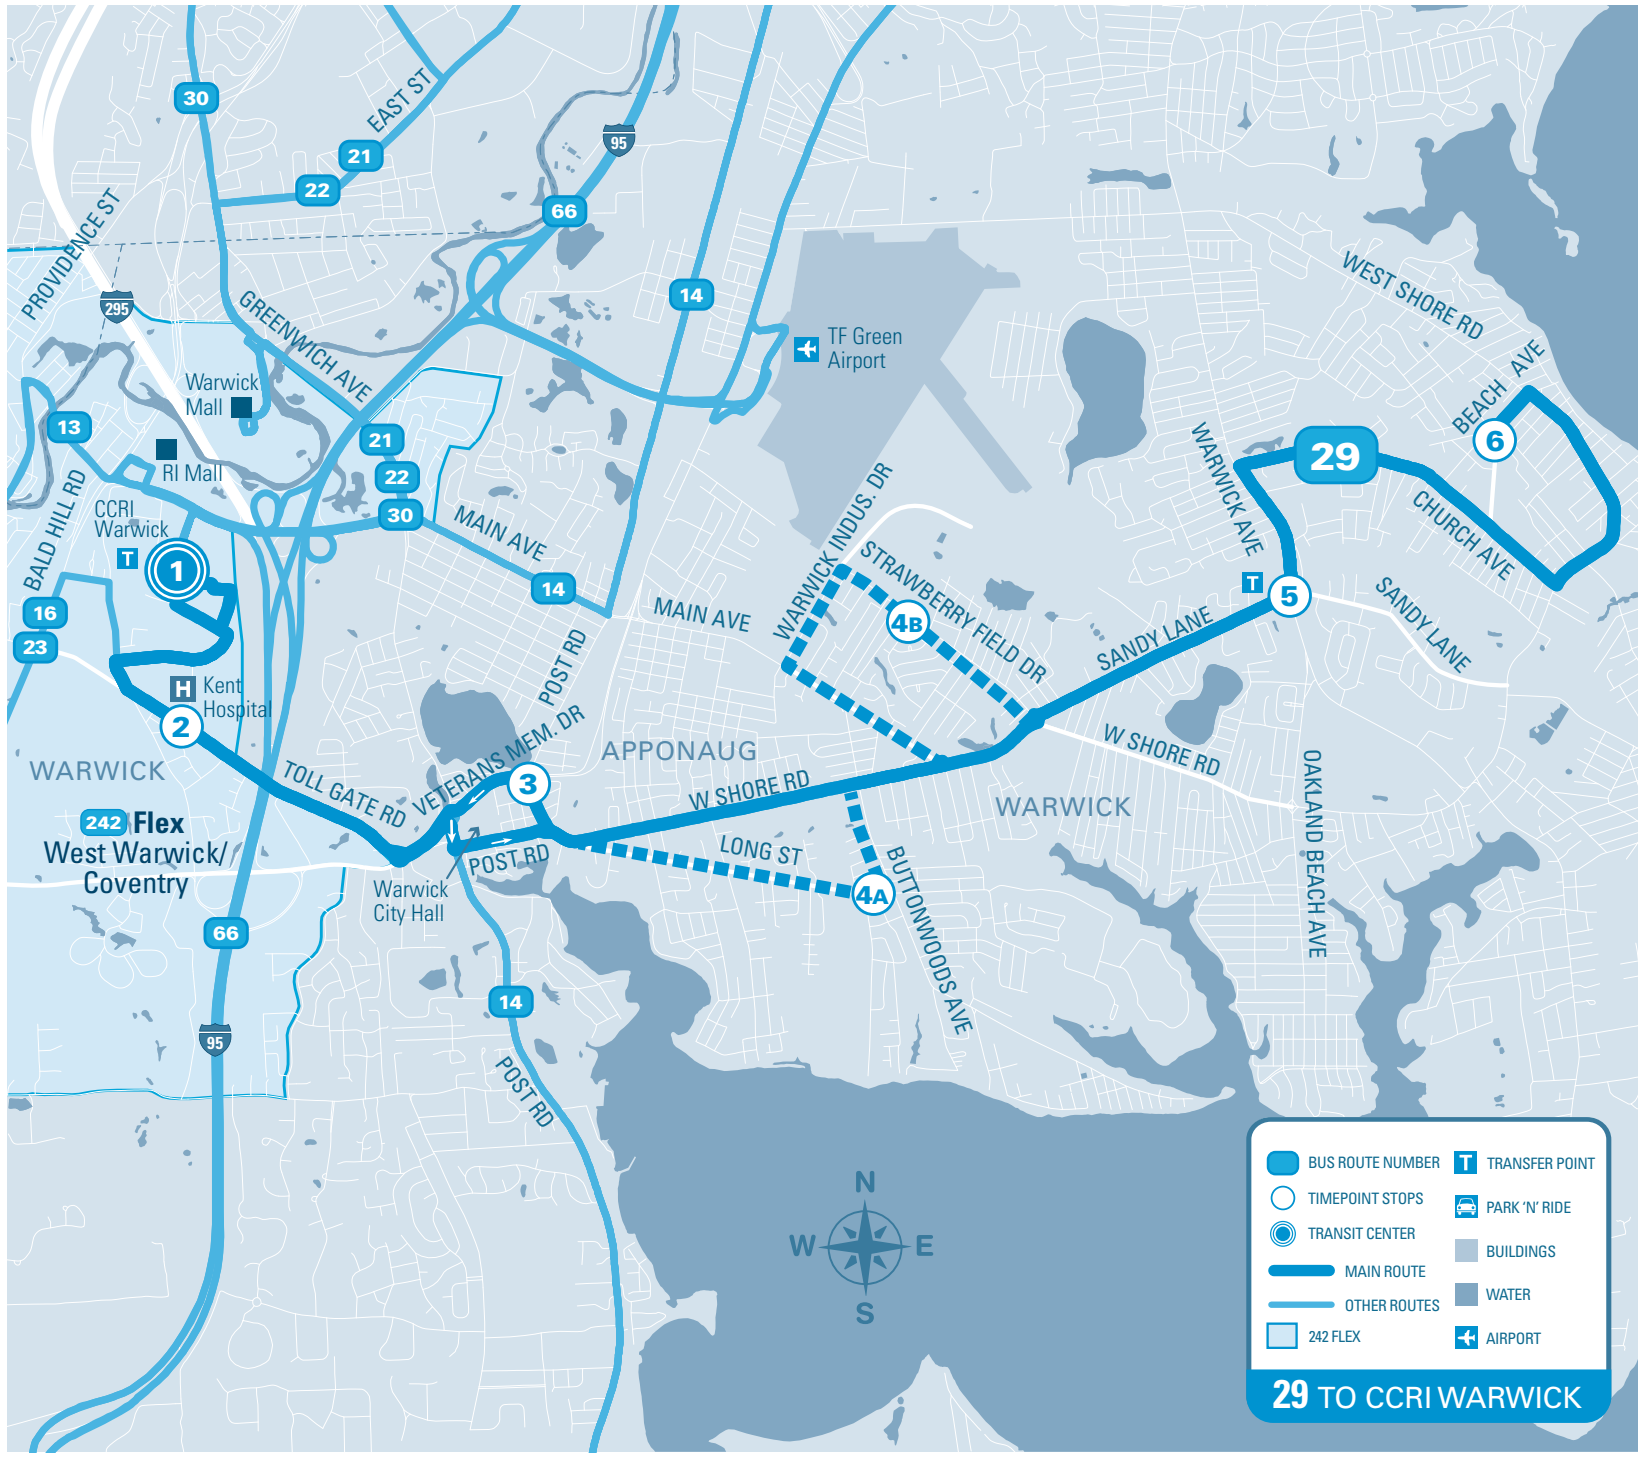 30
EAST ST
21
22
95
66
PROVIDENCE ST
295
GREENWICH AVE
14
TF Green
Airport
WEST SHORE RD
BEACH AVE
6
Warwick
Mall
13
RI Mall
21
22
30
29
WARWICK AVE
CHURCH AVE
BALD HILL RD
CCRI
Warwick
T
1
MAIN AVE
14
MAIN AVE
WARWICK INDUS. DR
STRAWBERRY FIELD DR
4B
T
5
SANDY LANE
SANDY LANE
16
23
H
Kent
Hospital
2
POST RD
VETERANS MEM. DR
3
APPONAUG
W SHORE RD
W SHORE RD
WARWICK
TOLL GATE RD
WARWICK
OAKLAND BEACH AVE
242 Flex
West Warwick/
Coventry
POST RD
LONG ST
4A
BUTTONWOODS AVE
Warwick
City Hall
66
14
95
POST RD
N
W
E
S
BUS ROUTE NUMBER
TIMEPOINT STOPS
TRANSIT CENTER
MAIN ROUTE
OTHER ROUTES
242 FLEX
T TRANSFER POINT
PARK 'N' RIDE
BUILDINGS
WATER
AIRPORT
29 TO CCRI WARWICK